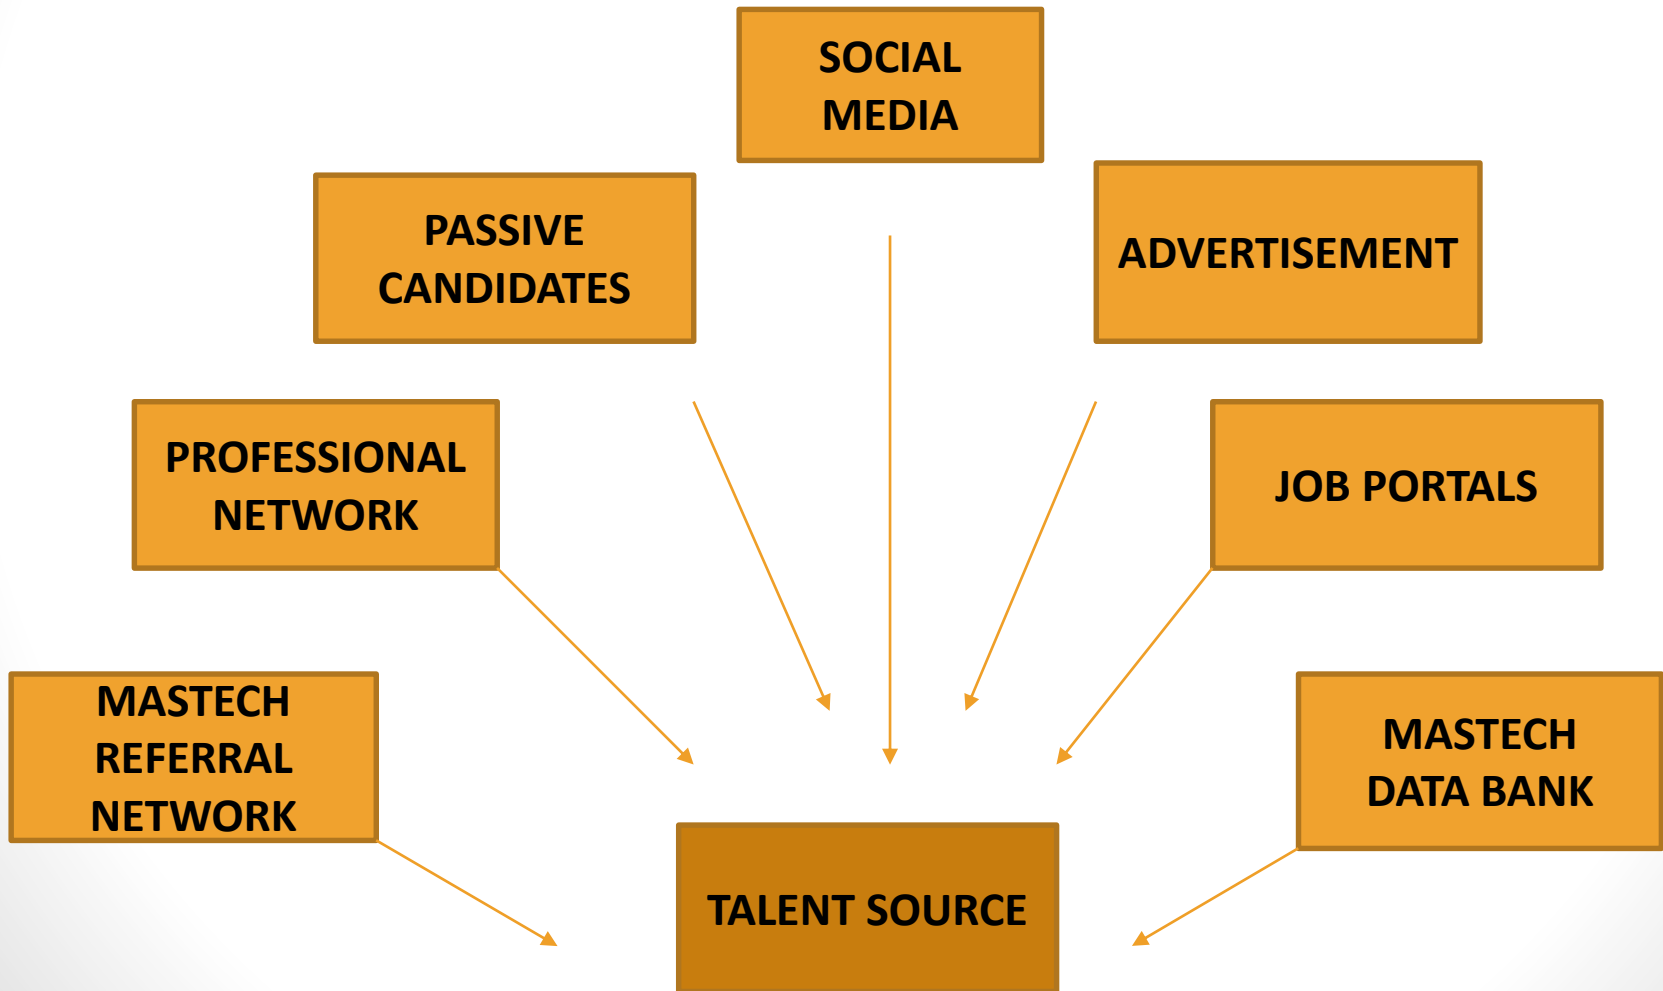 SOCIAL
MEDIA
PASSIVE
CANDIDATES
ADVERTISEMENT
PROFESSIONAL
NETWORK
JOB PORTALS
MASTECH
REFERRAL
NETWORK
MASTECH
DATA BANK
TALENT SOURCE